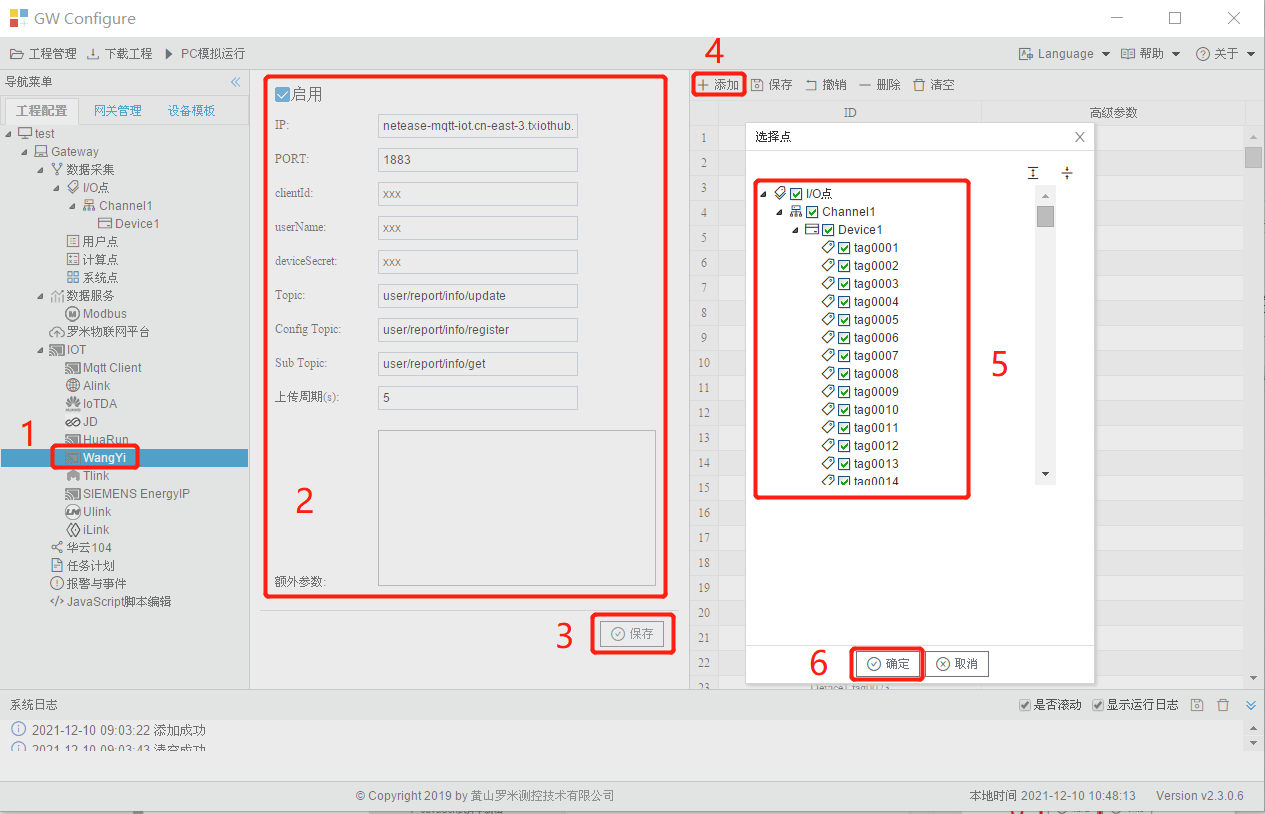 GW Configure
工程管理 下载工程 PC模拟运行 Language 帮助 关于
导航菜单
工程配置 网关管理 设备模板
test
Gateway
数据采集
I/O点
Channel1
Device1
用户点
计算点
系统点
数据服务
Modbus
罗米物联网平台
IOT
Mqtt Client
Alink
IoTDA
JD
HuaRun
1
WangYi
Tlink
SIEMENS EnergyIP
Ulink
iLink
华云104
任务计划
报警与事件
JavaScript脚本编辑
启用
IP: netease-mqtt-iot.cn-east-3.txiothub.
PORT: 1883
clientId: xxx
userName: xxx
deviceSecret: xxx
Topic: user/report/info/update
Config Topic: user/report/info/register
Sub Topic: user/report/info/get
上传周期(s): 5
2
额外参数:
3 保存
4
添加 保存 撤销 删除 清空
ID 高级参数
1
2
3
4
5
6
7
8
9
10
11
12
13
14
15
16
17
18
19
20
21
22
23
选择点
I/O点
Channel1
Device1
tag0001
tag0002
tag0003
tag0004
tag0005
tag0006
tag0007
tag0008
tag0009
tag0010
tag0011
tag0012
tag0013
tag0014
5
6 确定 取消
系统日志 是否滚动 显示运行日志
2021-12-10 09:03:22 添加成功
2021-12-10 09:03:43 清空成功
© Copyright 2019 by 黄山罗米测控技术有限公司 本地时间 2021-12-10 10:48:13 Version v2.3.0.6